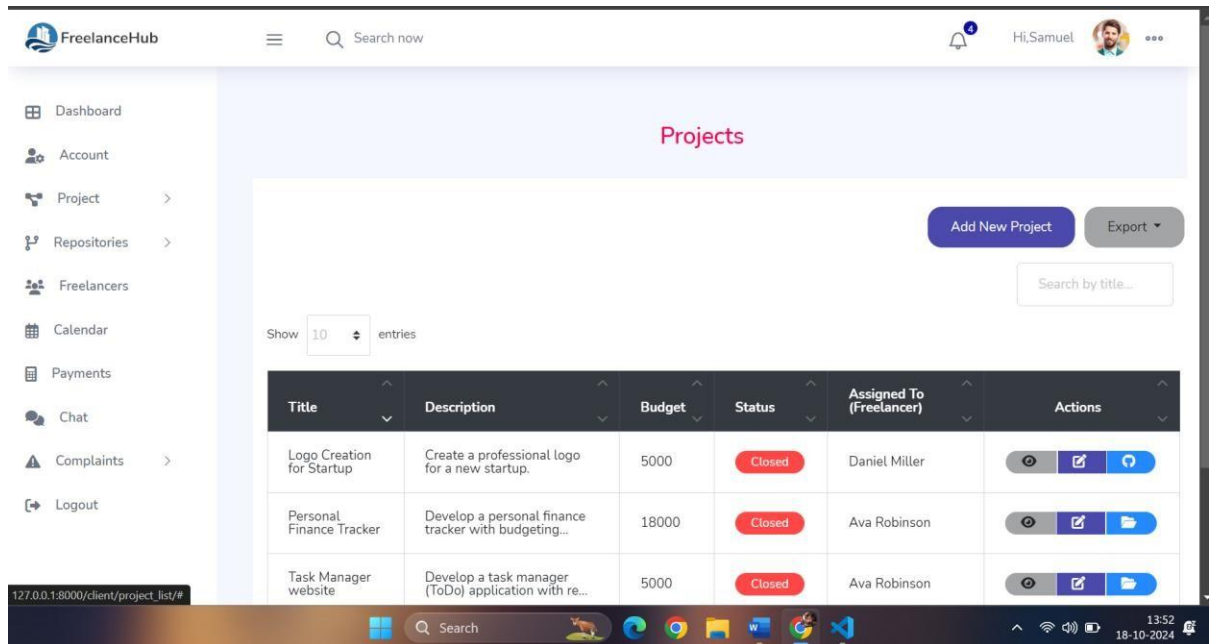 FreelanceHub
Search now
4
Hi,Samuel
Dashboard
Account
Project
Repositories
Freelancers
Calendar
Payments
Chat
Complaints
Logout
Projects
Add New Project
Export
Search by title...
Show 10 entries
Title Description Budget Status Assigned To
(Freelancer) Actions
Logo Creation
for Startup
Create a professional logo
for a new startup.
5000
Closed
Daniel Miller
Personal
Finance Tracker
Develop a personal finance
tracker with budgeting...
18000
Closed
Ava Robinson
Task Manager
website
Develop a task manager
(ToDo) application with re...
5000
Closed
Ava Robinson
127.0.0.1:8000/client/project_list/#
Search
13:52
18-10-2024